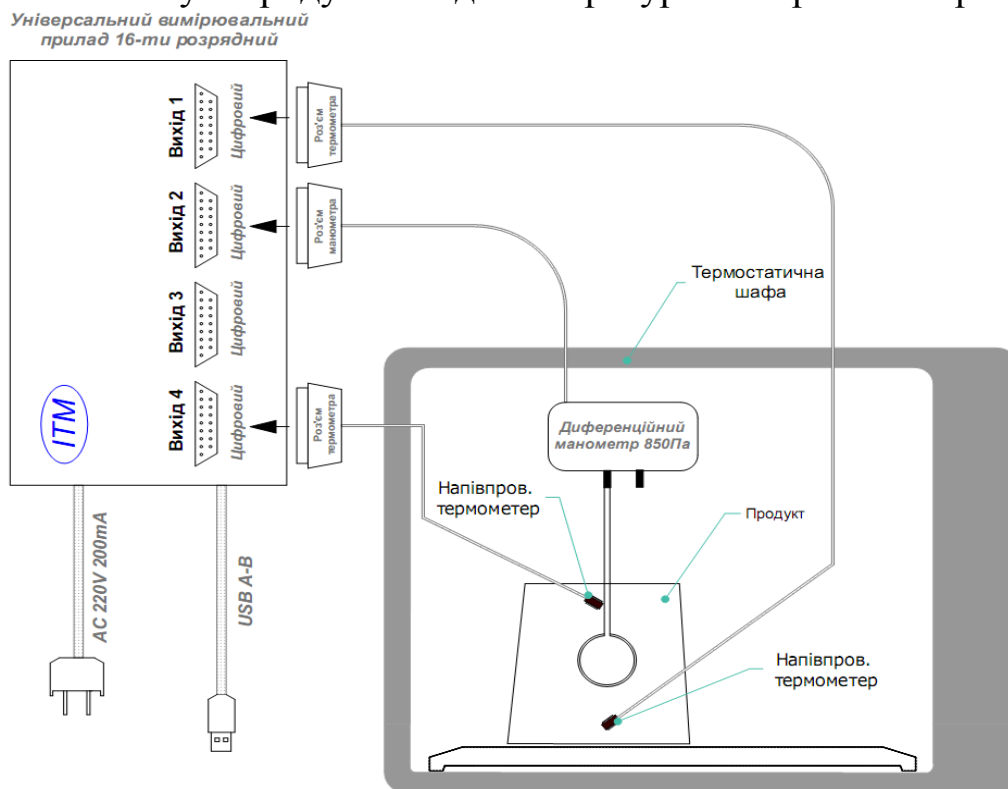 Універсальний вимірювальний
прилад 16-ти розрядний
Вихід 1
Цифровий
Роз'єм
термометра
Вихід 2
Цифровий
Роз'єм
манометра
Вихід 3
Цифровий
Вихід 4
Цифровий
Роз'єм
термометра
ІТМ
AC 220V 200mA
USB A-B
Термостатична
шафа
Диференційний
манометр 850Па
Напівпров.
термометер
Продукт
Напівпров.
термометер